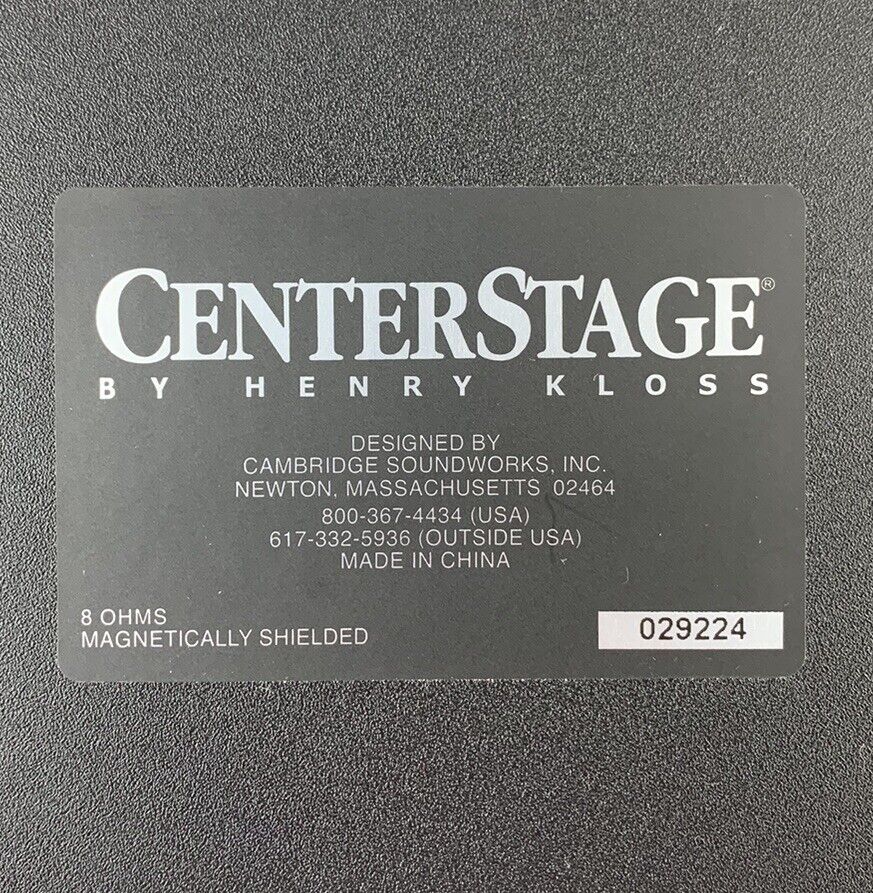 CENTERSTAGE®
BY HENRY KLOSS
DESIGNED BY
CAMBRIDGE SOUNDWORKS, INC.
NEWTON, MASSACHUSETTS 02464
800-367-4434 (USA)
617-332-5936 (OUTSIDE USA)
MADE IN CHINA
8 OHMS
MAGNETICALLY SHIELDED
029224